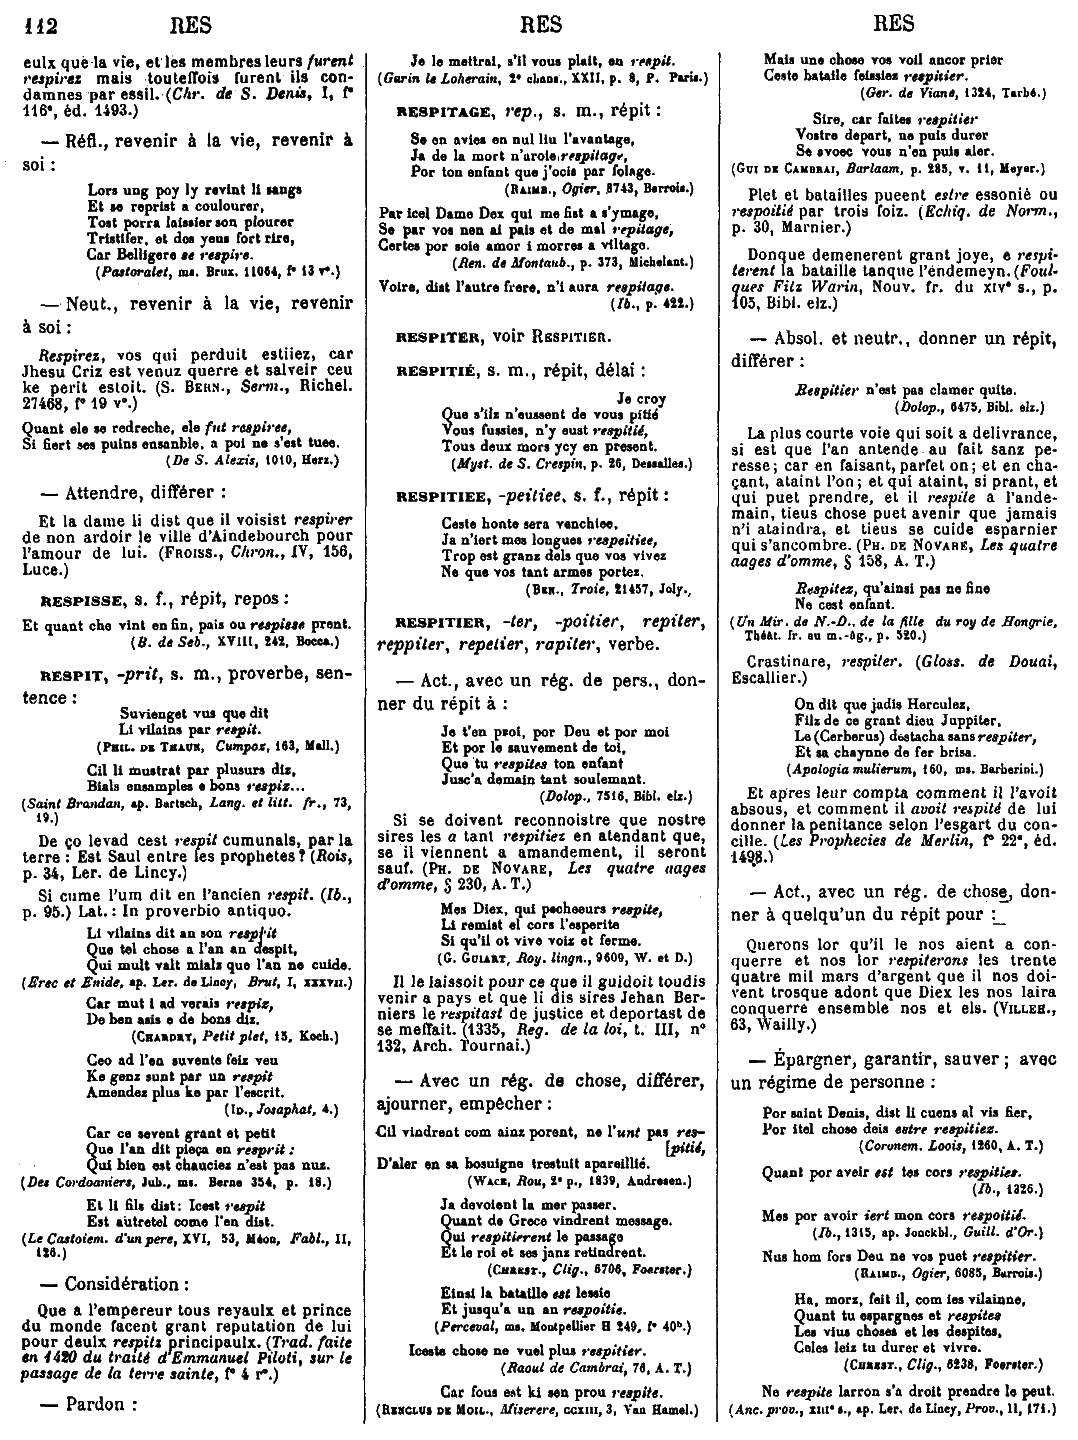 112 RES RES RES
eulx que la vie, et les membres leurs furent
respirez mais toutesfois furent ils con-
damnes par essil. (Chr. de S. Denis, I, f°
116ª, éd. 1493.)
— Réfl., revenir à la vie, revenir à
soi :
Lors ung poy ly revint li sangs
Et se reprist a coulourer,
Tost porra laissier son plourer
Tristifer, et dos yeus fort rire,
Car Belligere se respire.
(Pastoralet, ms. Brux. 11064, f° 13 v°.)
— Neut., revenir à la vie, revenir
à soi :
Respirez, vos qui perduit estiiez, car
Jhesu Criz est venuz querre et salveir ceu
ke perit estoit. (S. BERN., Serm., Richel.
27468, f° 19 v°.)
Quant ele se redreche, ele fut respiree,
Si fiert ses puins ensanble, a poi ne s'est tuee.
(De S. Alexis, 1010, Herz.)
— Attendre, différer :
Et la dame li dist que il voisist respirer
de non ardoir le ville d'Aindebourch pour
l'amour de lui. (FROISS., Chron., IV, 156,
Luce.)
RESPISSE, s. f., répit, repos :
Et quant che vint en fin, pais ou respisse prent.
(B. de Seb., XVIII, 242, Bocca.)
RESPIT, -prit, s. m., proverbe, sen-
tence :
Suvienget vus que dit
Li vilains par respit.
(PHIL. DE THAUN, Cumpoz, 163, Mall.)
Cil li mustrat par plusurs diz,
Bials ensamples e bons respiz...
(Saint Brandan, ap. Bartsch, Lang. et litt. fr., 73,
19.)
De ço levad cest respit cumunals, par la
terre : Est Saul entre les prophetes? (Rois,
p. 34, Ler. de Lincy.)
Si cume l'um dit en l'ancien respit. (Ib.,
p. 95.) Lat. : In proverbio antiquo.
Li vilains dit an son respit
Que tel chose a l'an an despit,
Qui mult valt mialz que l'an ne cuide.
(Erec et Enide, ap. Ler. de Lincy, Brut, I, XXXVII.)
Car mut i ad verais respiz,
De ben asis e de bons diz.
(CHARDRY, Petit plet, 15, Koch.)
Ceo ad l'en suvente feiz veu
Ke genz sunt par un respit
Amendez plus ke par l'escrit.
(ID., Josaphat, 4.)
Car ce sevent grant et petit
Que l'an dit pieça en resprit :
Qui bien est chauciez n'est pas nuz.
(Des Cordoaniers, Jub., ms. Berne 354, p. 18.)
Et li fils dist: Icest respit
Est autretel come l'en dist.
(Le Castoiem. d'un pere, XVI, 53, Méon, Fabl., II,
126.)
— Considération :
Que a l'empereur tous reyaulx et prince
du monde facent grant reputation de lui
pour deulx respitz principaulx. (Trad. faite
en 1420 du traité d'Emmanuel Piloti, sur le
passage de la terre sainte, f° 4 r°.)
— Pardon :
Je le mettrai, s'il vous plait, en respit.
(Garin le Loherain, 2° chans., XXII, p. 8, P. Paris.)
RESPITAGE, rep., s. m., répit :
Se en avies en nul liu l'avantage,
Ja de la mort n'aroie respitage,
Por ton enfant que j'ocis par folage.
(RAIMB., Ogier, 8743, Barrois.)
Par icel Dame Dex qui me fist a s'ymage,
Se par vos nen ai pais et de mal repitage,
Certes por soie amor i morres a viltage.
(Ren. de Montaub., p. 373, Michelant.)
Voire, dist l'autre frere, n'i aura respitage.
(Ib., p. 422.)
RESPITER, voir RESPITIER.
RESPITIÉ, s. m., répit, délai :
Je croy
Que s'ilz n'eussent de vous pitié
Vous fussies, n'y eust respitié,
Tous deux mors ycy en present.
(Myst. de S. Crespin, p. 26, Dessalles.)
RESPITIEE, -peitiee, s. f., répit :
Ceste honte sera venchiee,
Ja n'iert mes longues respeitiee,
Trop est granz dels que vos vivez
Ne que vos tant armes portez.
(BEN., Troie, 21457, Joly.,
RESPITIER, -ter, -poitier, repiter,
reppiter, repetier, rapiter, verbe.
— Act., avec un rég. de pers., don-
ner du répit à :
Je t'en proi, por Deu et por moi
Et por le sauvement de toi,
Que tu respites ton enfant
Jusc'a demain tant soulemant.
(Dolop., 7516, Bibl. elz.)
Si se doivent reconnoistre que nostre
sires les a tant respitiez en atendant que,
se il viennent a amandement, il seront
sauf. (PH. DE NOVARE, Les quatre aages
d'omme, § 230, A. T.)
Mes Diex, qui pecheeurs respite,
Li remist el cors l'esperite
Si qu'il ot vive voiz et ferme.
(G. GUIART, Roy. lingn., 9609, W. et D.)
Il le laissoit pour ce que il guidoit toudis
venir a pays et que li dis sires Jehan Ber-
niers le respitast de justice et deportast de
se meffait. (1335, Reg. de la loi, t. III, n°
132, Arch. Tournai.)
— Avec un rég. de chose, différer,
ajourner, empêcher :
Cil vindrent com ainz porent, ne l'unt pas res-
[pitié,
D'aler en sa bosuigne trestuit apareillié.
(WACE, Rou, 2° p., 1839, Andresen.)
Ja devoient la mer passer,
Quant de Grece vindrent message.
Qui respitirrent le passage
Et le roi et ses janz retindrent.
(CHREST., Clig., 6706, Foerster.)
Einsi la bataille est lessie
Et jusqu'a un an respoitie.
(Perceval, ms. Montpellier H 249, f° 40ᵇ.)
Iceste chose ne vuel plus respitier.
(Raoul de Cambrai, 76, A. T.)
Car fous est ki sen prou respite.
(RENCLUS DE MOIL., Miserere, CCXIII, 3, Van Hamel.)
Mais une chose vos voil ancor prier
Ceste bataile feissiez respitier.
(Ger. de Viane, 1324, Tarbé.)
Sire, car faites respitier
Vostre depart, ne puis durer
Se avoec vous n'en puis aler.
(GUI DE CAMBRAI, Barlaam, p. 285, v. 11, Meyer.)
Plet et batailles pueent estre essonié ou
respoitié par trois foiz. (Echiq. de Norm.,
p. 30, Marnier.)
Donque demenerent grant joye, e respi-
terent la bataille tanque l'endemeyn. (Foul-
ques Fitz Warin, Nouv. fr. du XIVᵉ s., p.
103, Bibl. elz.)
— Absol. et neutr., donner un répit,
différer :
Respitier n'est pas clamer quite.
(Dolop., 6475, Bibl. elz.)
La plus courte voie qui soit a delivrance,
si est que l'an antende au fait sanz pe-
resse; car en faisant, parfet on; et en cha-
çant, ataint l'on; et qui ataint, si prant, et
qui puet prendre, et il respite a l'ande-
main, tieus chose puet avenir que jamais
n'i ataindra, et tieus se cuide esparnier
qui s'ancombre. (PH. DE NOVARE, Les quatre
aages d'omme, § 158, A. T.)
Respitez, qu'ainsi pas ne fine
Ne cest enfant.
(Un Mir. de N.-D., de la fille du roy de Hongrie,
Théât. fr. au m.-âg., p. 520.)
Crastinare, respiter. (Gloss. de Douai,
Escallier.)
On dit que jadis Herculez,
Filz de ce grant dieu Juppiter,
Le (Cerberus) destacha sans respiter,
Et sa chaynne de fer brisa.
(Apologia mulierum, 160, ms. Barberini.)
Et apres leur compta comment il l'avoit
absous, et comment il avoit respité de lui
donner la penitance selon l'esgart du con-
cille. (Les Prophecies de Merlin, f° 22ª, éd.
1498.)
— Act., avec un rég. de chose, don-
ner à quelqu'un du répit pour :
Querons lor qu'il le nos aient a con-
querre et nos lor respiterons les trente
quatre mil mars d'argent que il nos doi-
vent trosque adont que Diex les nos laira
conquerre ensemble nos et els. (VILLEH.,
63, Wailly.)
— Épargner, garantir, sauver ; avec
un régime de personne :
Por saint Denis, dist li cuens al vis fier,
Por itel chose deis estre respitiez.
(Coronem. Loois, 1260, A. T.)
Quant por aveir est tes cors respities.
(Ib., 1326.)
Mes por avoir iert mon cors respoitié.
(Ib., 1315, ap. Jonckbl., Guill. d'Or.)
Nus hom fors Deu ne vos puet respitier.
(RAIMB., Ogier, 6085, Barrois.)
Ha, morz, fait il, com ies vilainne,
Quant tu espargnes et respites
Les vius choses et les despites,
Celes leiz tu durer et vivre.
(CHREST., Clig., 6238, Foerster.)
Ne respite larron s'a droit prendre le peut.
(Anc. prov., XIIIᵉ s., ap. Ler. de Lincy, Prov., II, 171.)